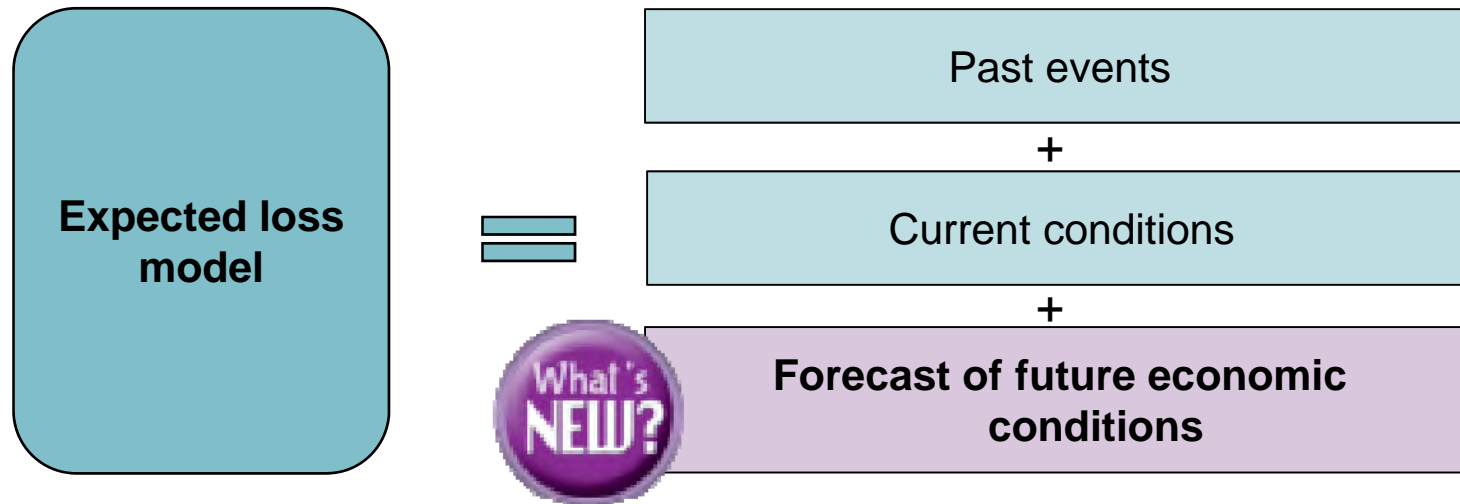 Past events
+
Expected loss
model
Current conditions
+
What's
NEW?
Forecast of future economic
conditions